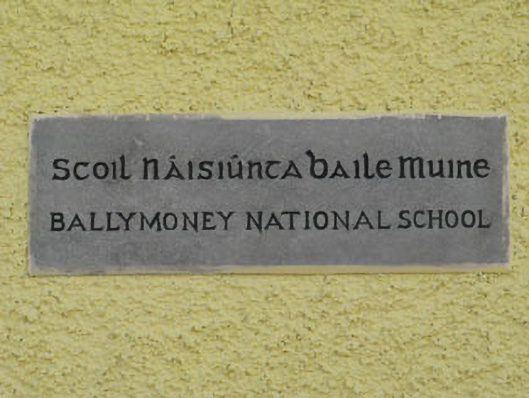 Scoil Náisiúnta Baile Muine
BALLYMONEY NATIONAL SCHOOL